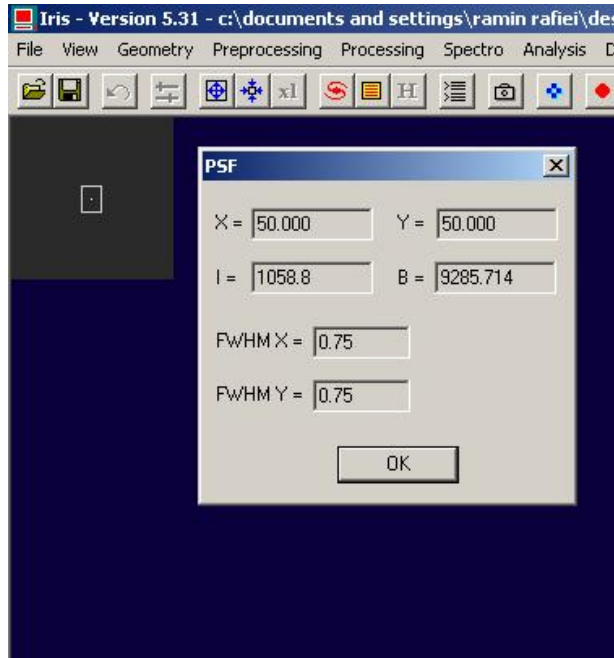 Iris - Version 5.31 - c:\documents and settings\ramin rafiei\des
File View Geometry Preprocessing Processing Spectro Analysis D
x1 H
PSF
X = 50.000 Y = 50.000
I = 1058.8 B = 9285.714
FWHM X = 0.75
FWHM Y = 0.75
OK